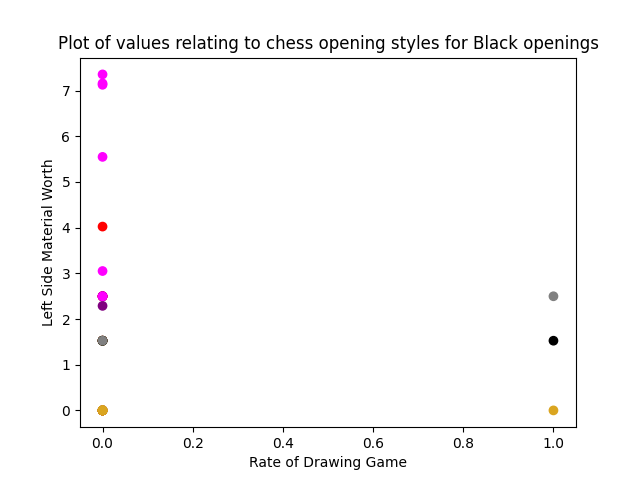 Plot of values relating to chess opening styles for Black openings
Left Side Material Worth
7
6
5
4
3
2
1
0
0.0 0.2 0.4 0.6 0.8 1.0
Rate of Drawing Game